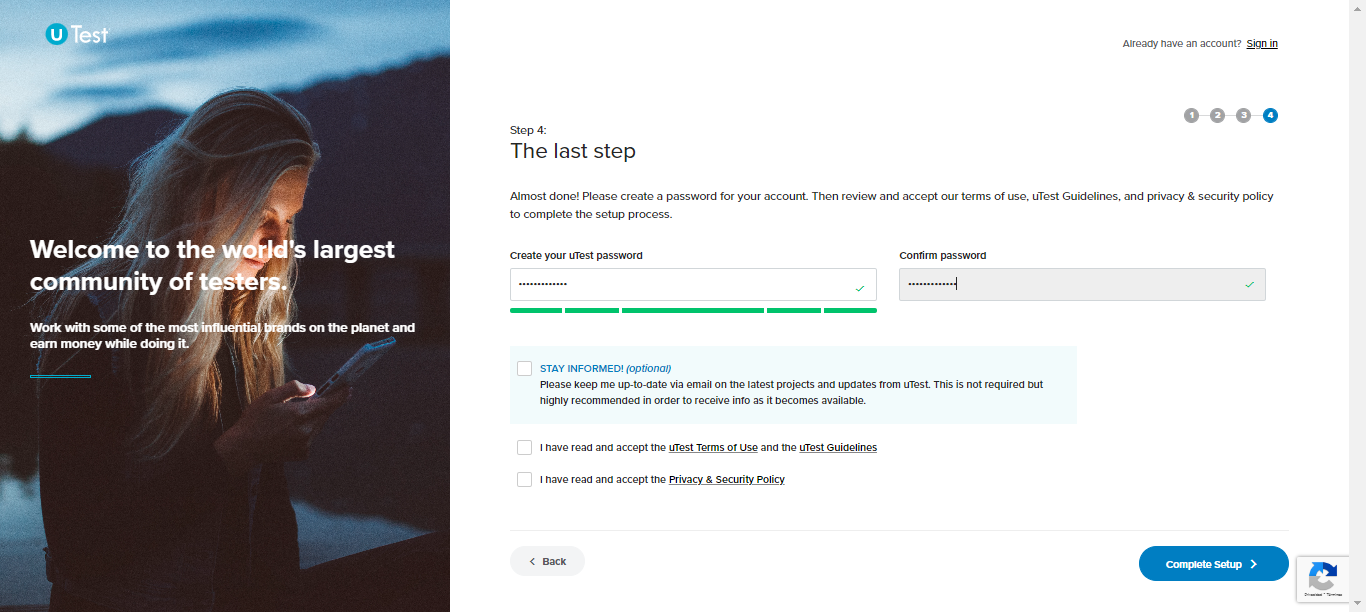 U Test
Already have an account? Sign in
1 2 3 4
Step 4:
The last step
Almost done! Please create a password for your account. Then review and accept our terms of use, uTest Guidelines, and privacy & security policy
to complete the setup process.
Welcome to the world's largest
community of testers.
Work with some of the most influential brands on the planet and
earn money while doing it.
Create your uTest password
Confirm password
STAY INFORMED! (optional)
Please keep me up-to-date via email on the latest projects and updates from uTest. This is not required but
highly recommended in order to receive info as it becomes available.
I have read and accept the uTest Terms of Use and the uTest Guidelines
I have read and accept the Privacy & Security Policy
Back
Complete Setup